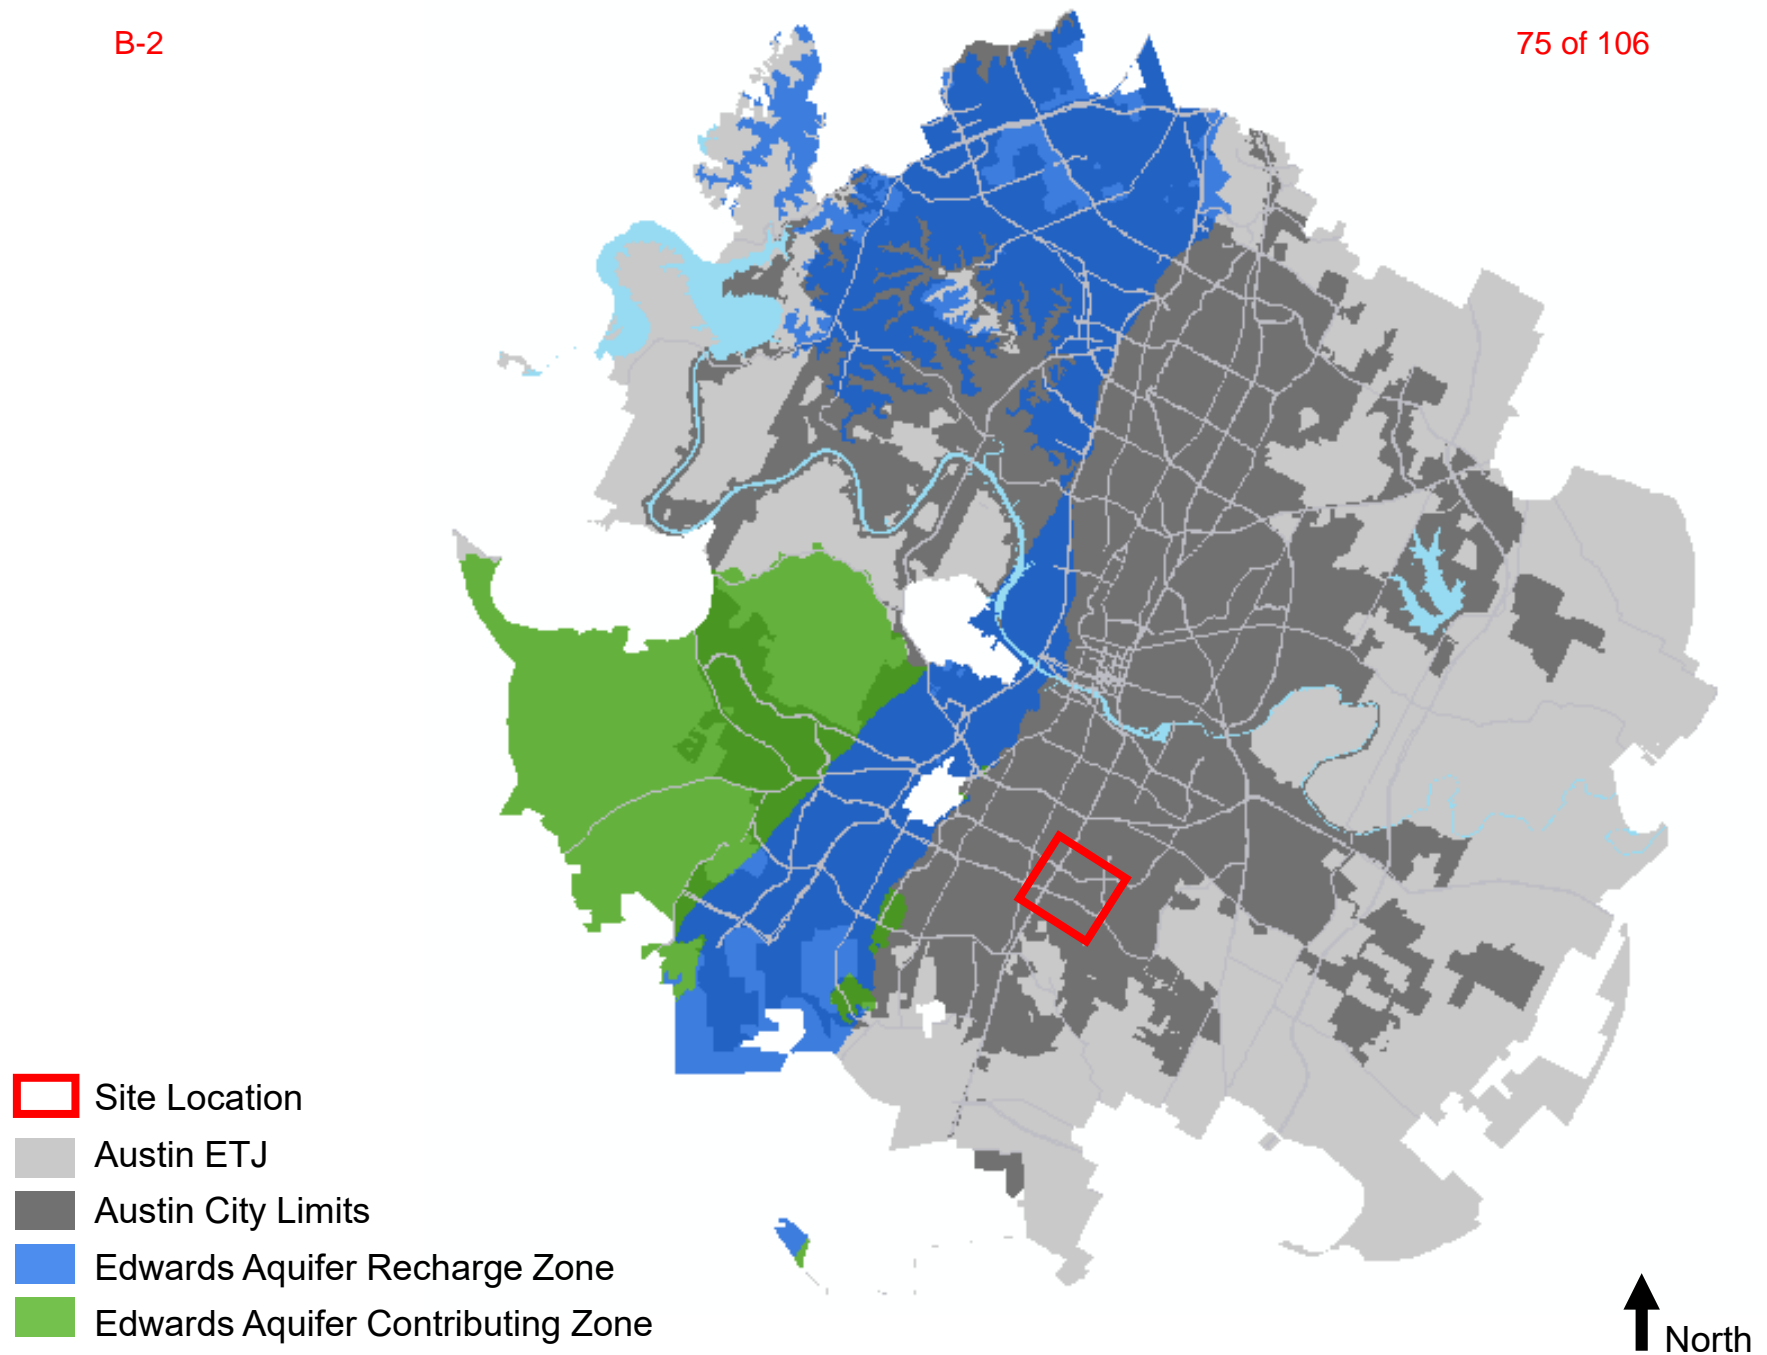 B-2
75 of 106
Site Location
Austin ETJ
Austin City Limits
Edwards Aquifer Recharge Zone
Edwards Aquifer Contributing Zone
North